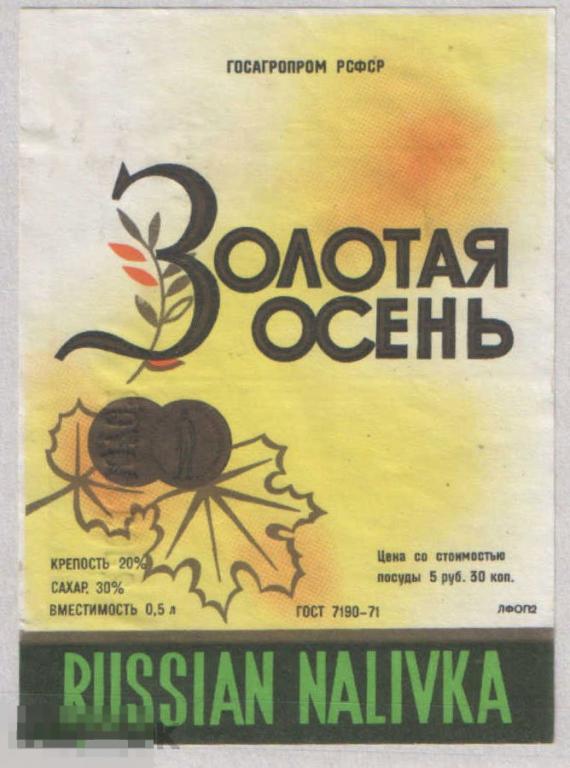 ГОСАГРОПРОМ РСФСР
ЗОЛОТАЯ
ОСЕНЬ
КРЕПОСТЬ 20%
САХАР, 30%
ВМЕСТИМОСТЬ 0,5 л
ГОСТ 7190-71
Цена со стоимостью
посуды 5 руб. 30 коп.
ЛФОП2
RUSSIAN NALIVKA